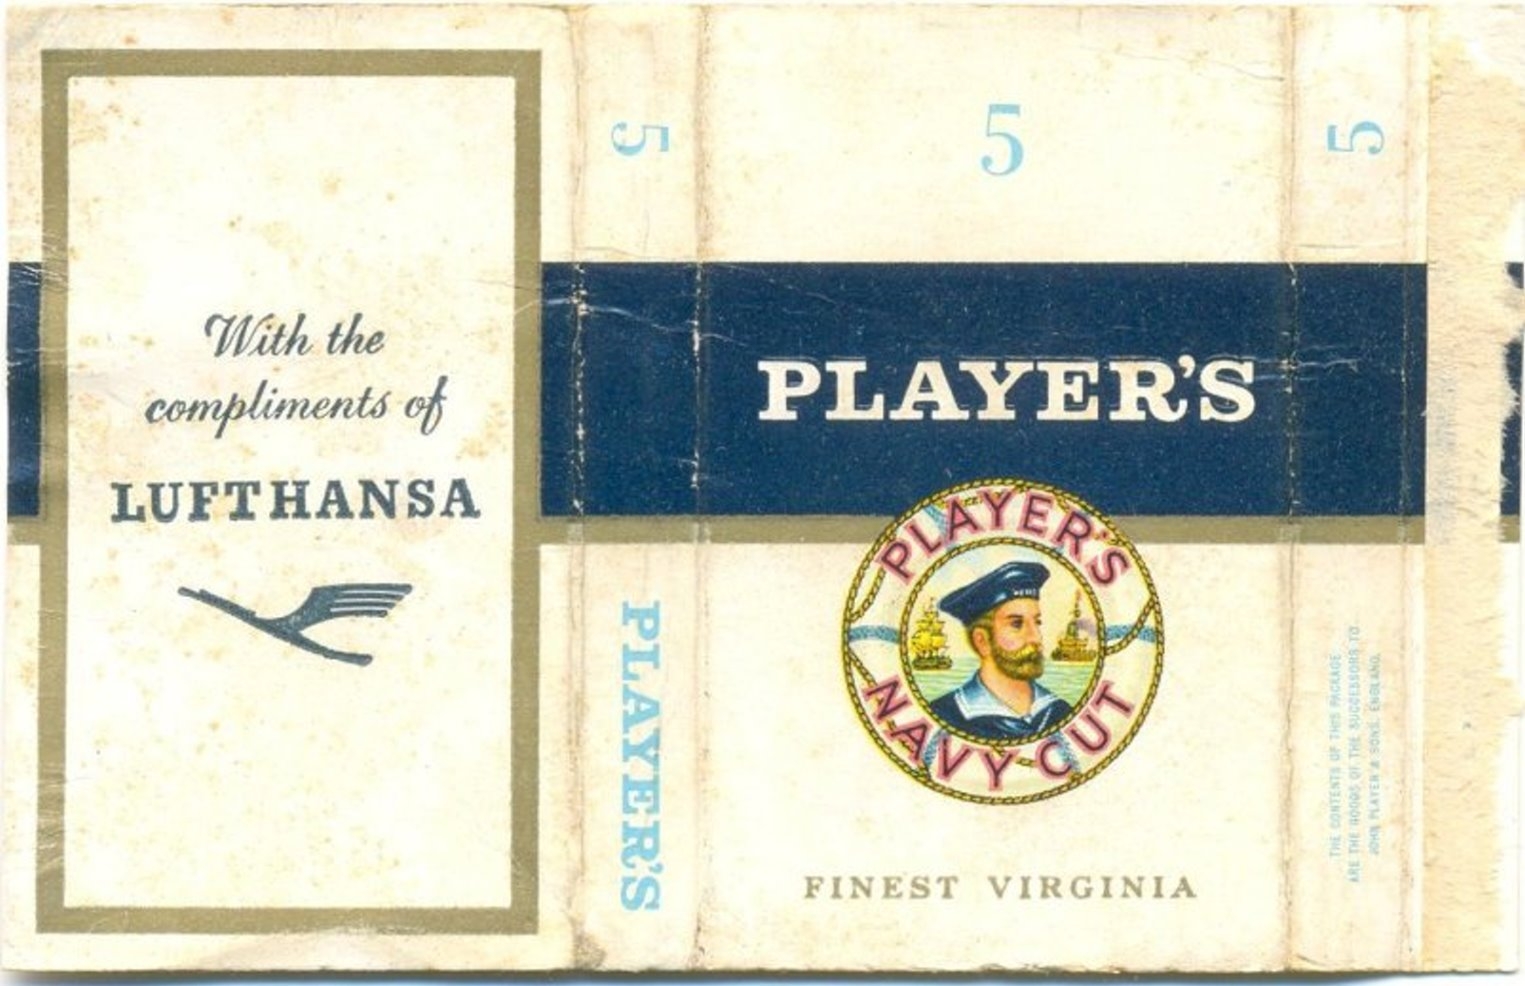 With the
compliments of
LUFTHANSA
5
PLAYER'S
5
PLAYER'S
PLAYER'S
NAVY CUT
FINEST VIRGINIA
5
THE CONTENTS OF THIS PACKAGE
ARE THE GOODS OF THE SUCCESSORS TO
JOHN PLAYER & SONS, ENGLAND.